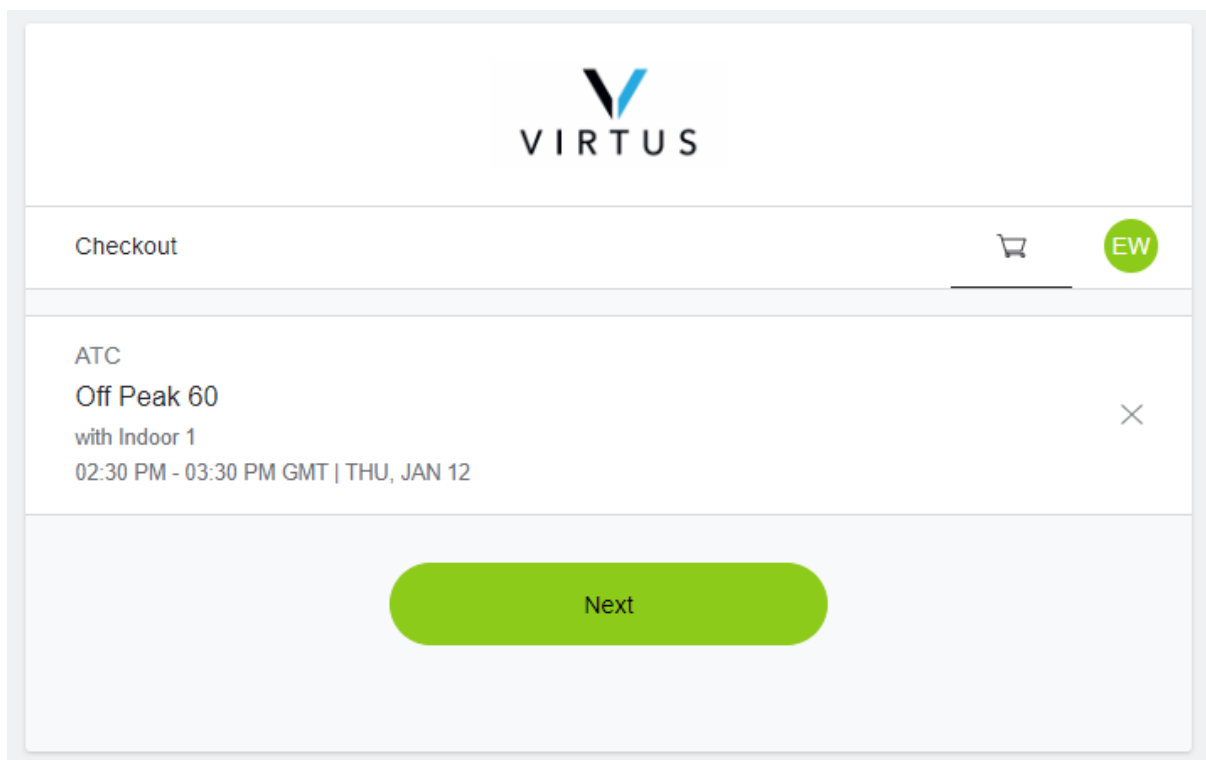 VIRTUS
Checkout
EW
ATC
Off Peak 60
with Indoor 1
02:30 PM - 03:30 PM GMT | THU, JAN 12
Next